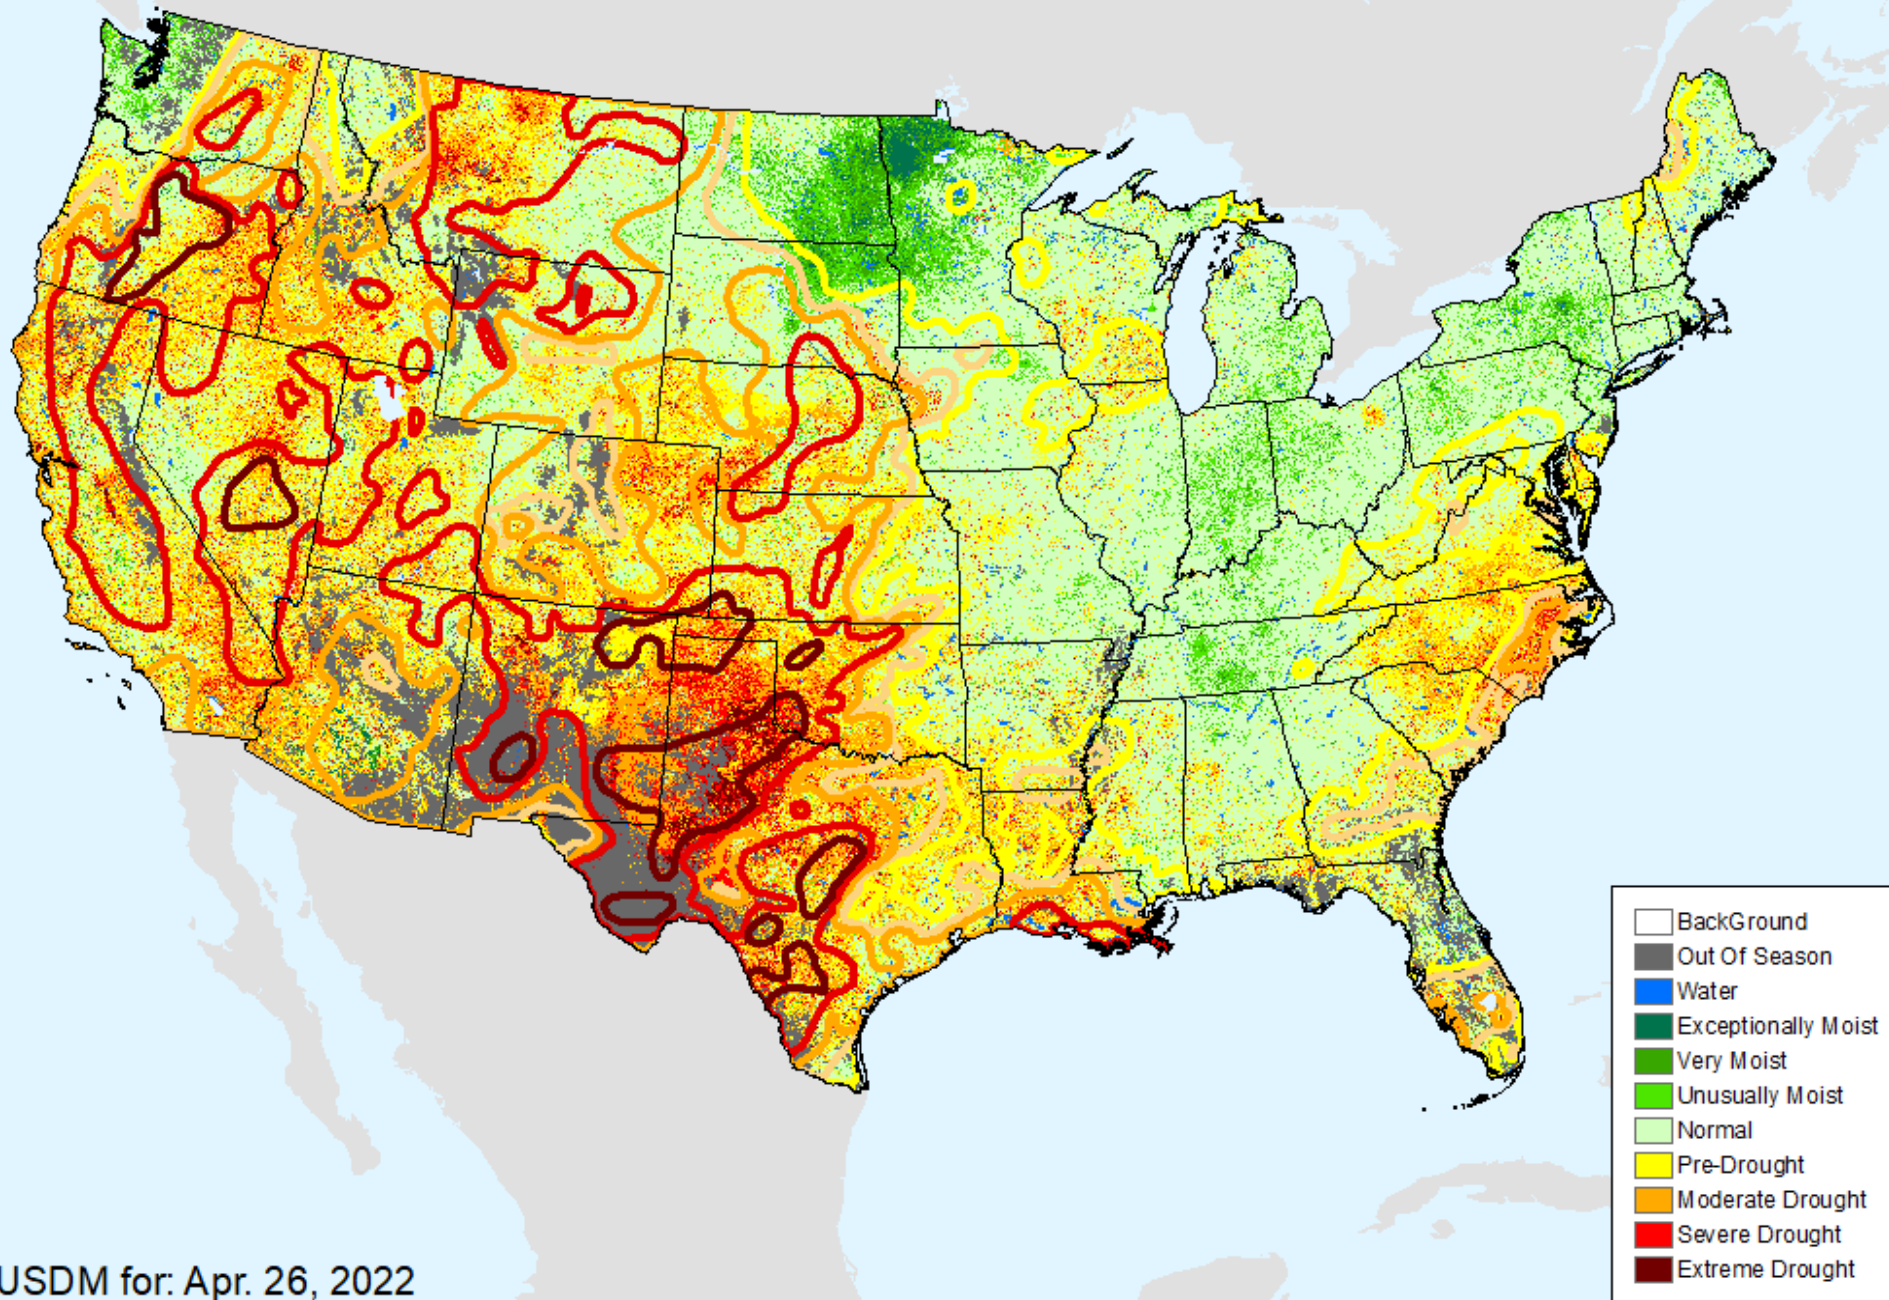 BackGround
Out Of Season
Water
Exceptionally Moist
Very Moist
Unusually Moist
Normal
Pre-Drought
Moderate Drought
Severe Drought
Extreme Drought
USDM for: Apr. 26, 2022